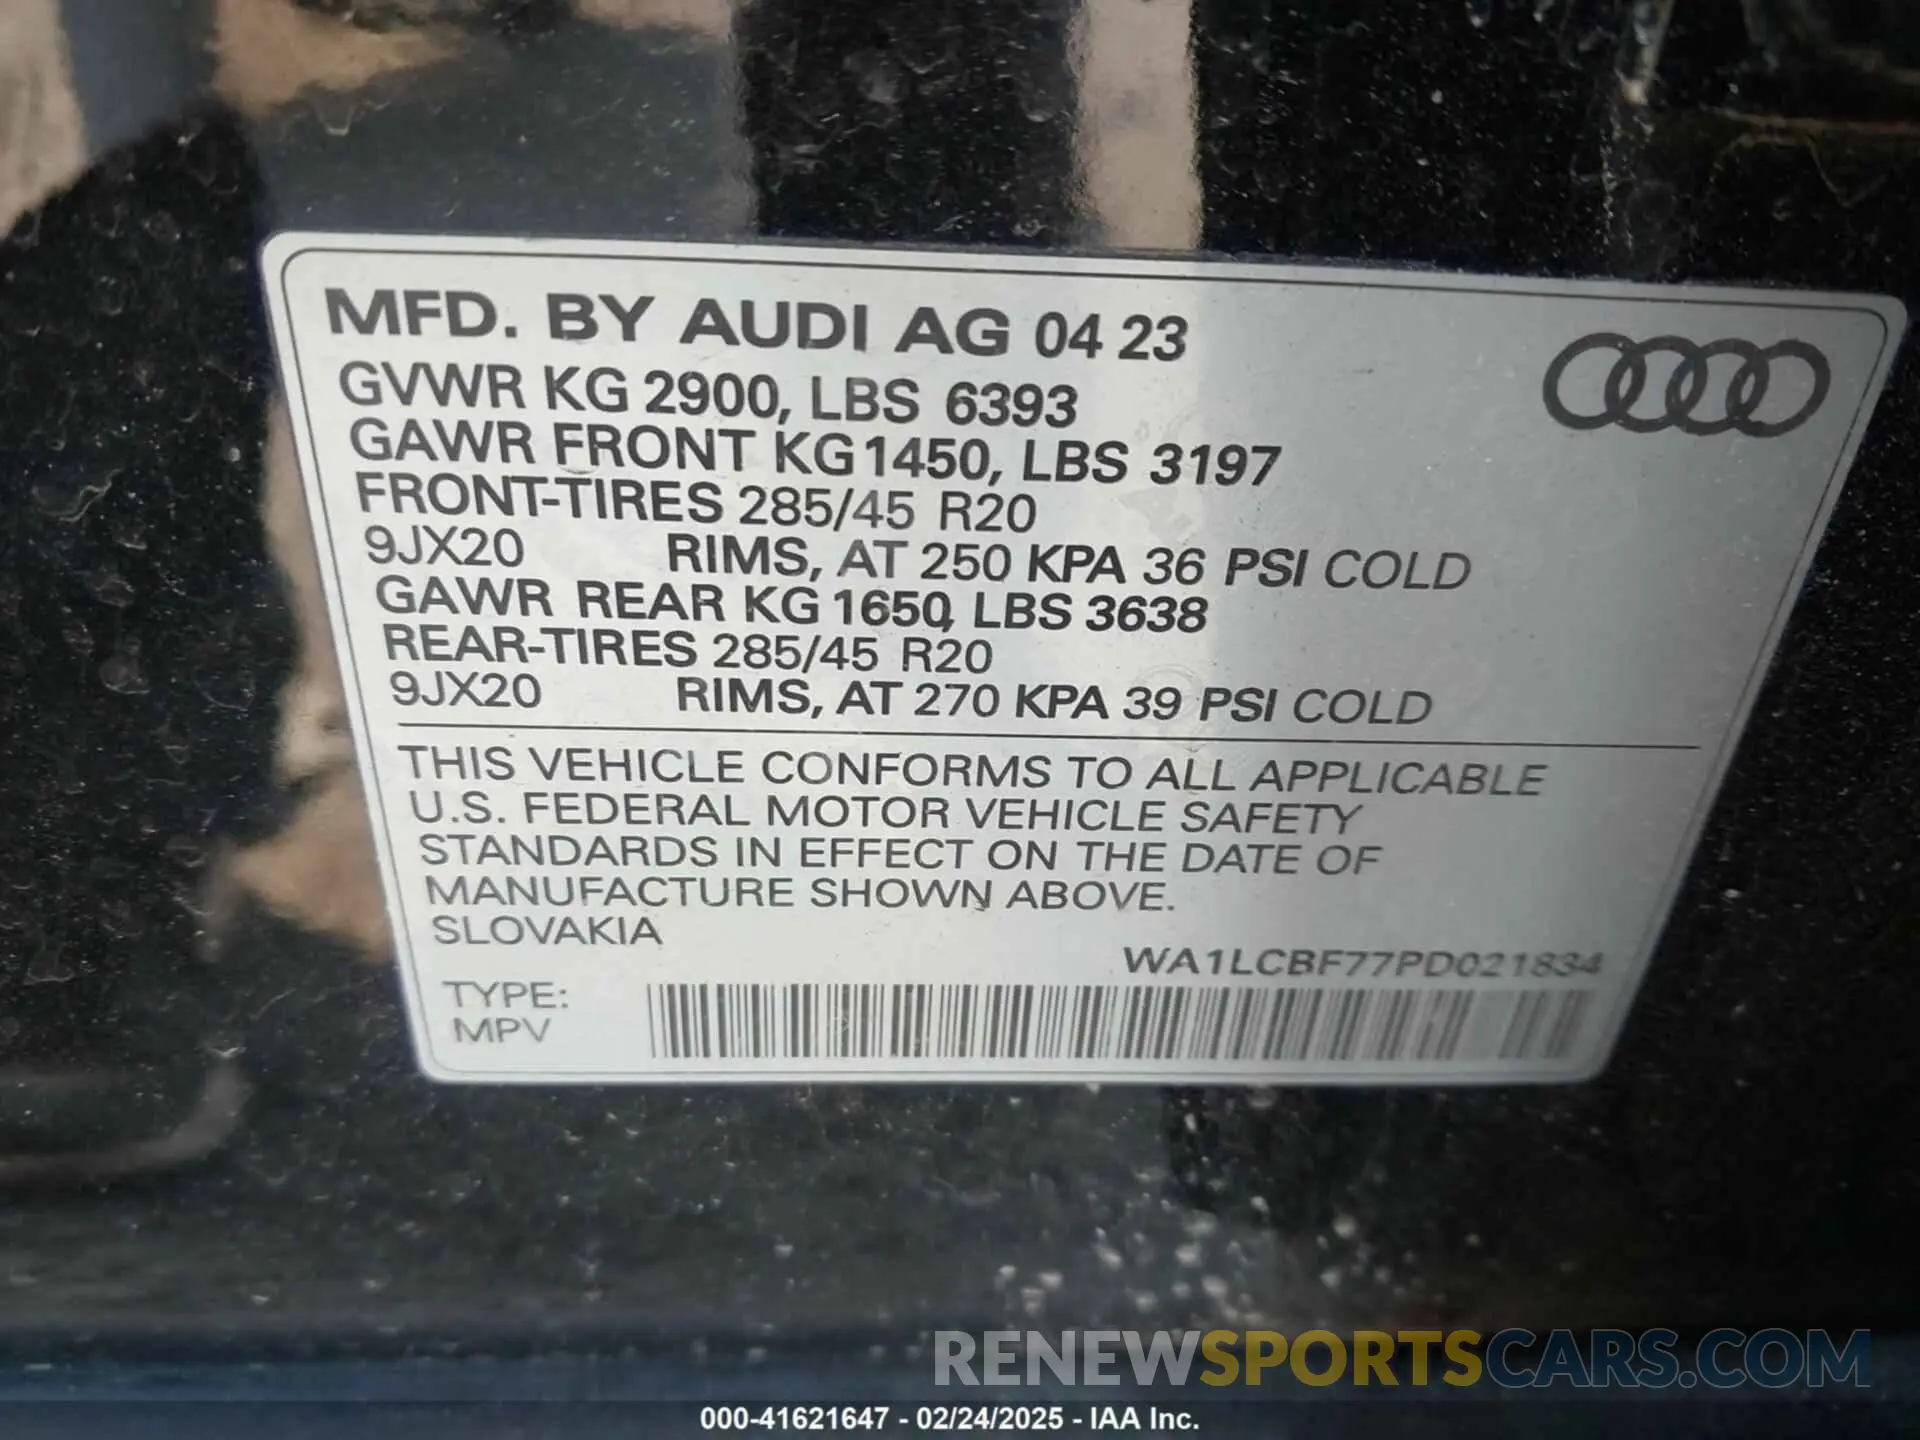 MFD. BY AUDI AG 04 23
GVWR KG 2900, LBS 6393
GAWR FRONT KG 1450, LBS 3197
FRONT-TIRES 285/45 R20
9JX20 RIMS, AT 250 KPA 36 PSI COLD
GAWR REAR KG 1650, LBS 3638
REAR-TIRES 285/45 R20
9JX20 RIMS, AT 270 KPA 39 PSI COLD
THIS VEHICLE CONFORMS TO ALL APPLICABLE
U.S. FEDERAL MOTOR VEHICLE SAFETY
STANDARDS IN EFFECT ON THE DATE OF
MANUFACTURE SHOWN ABOVE.
SLOVAKIA
WA1LCBF77PD021834
TYPE:
MPV
RENEWSPORTSCARS.COM
000-41621647 - 02/24/2025 - IAA Inc.